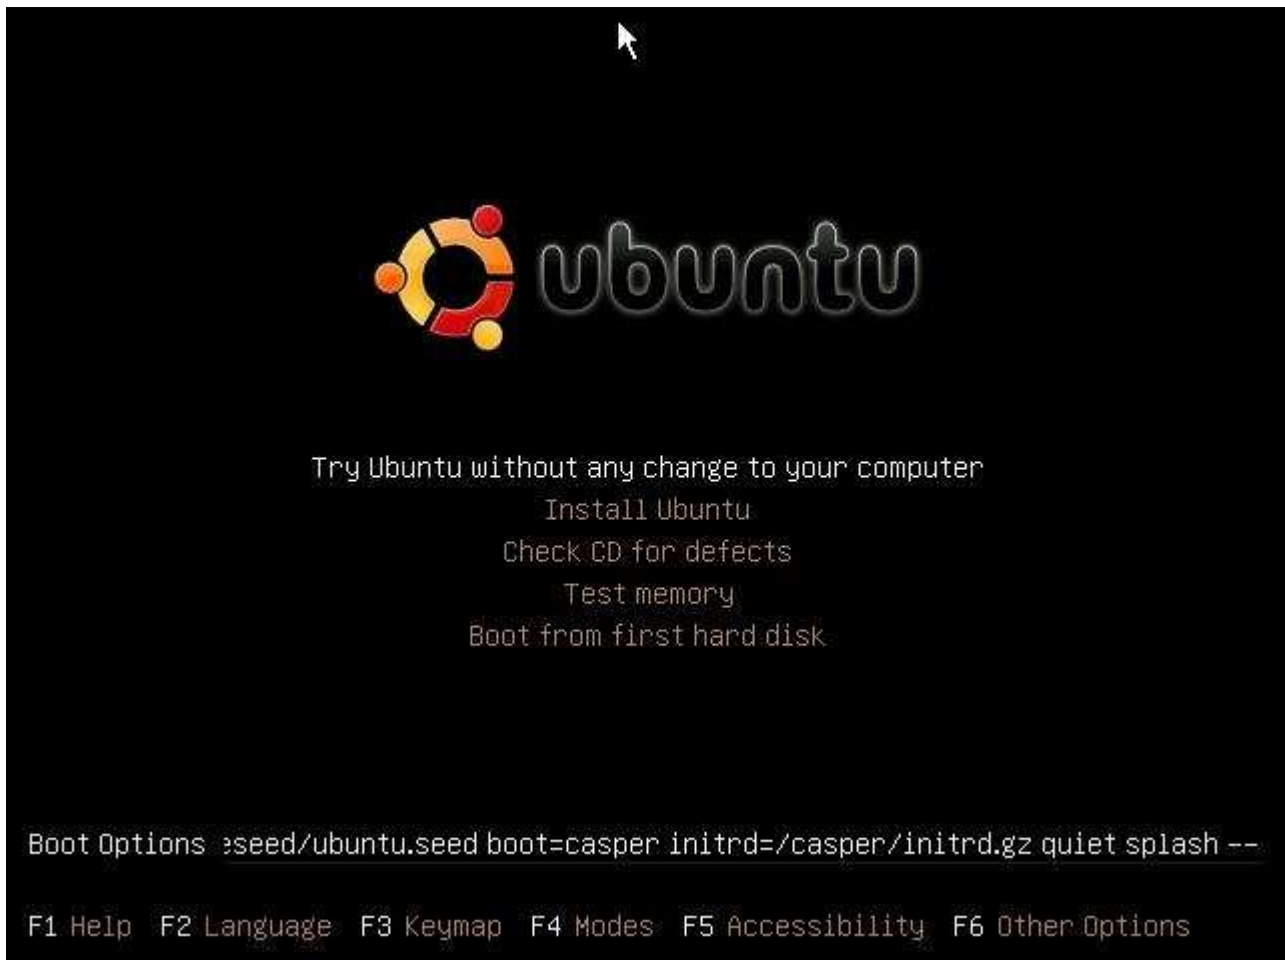 ubuntu
Try Ubuntu without any change to your computer
Install Ubuntu
Check CD for defects
Test memory
Boot from first hard disk
Boot Options eseed/ubuntu.seed boot=casper initrd=/casper/initrd.gz quiet splash --
F1 Help F2 Language F3 Keymap F4 Modes F5 Accessibility F6 Other Options